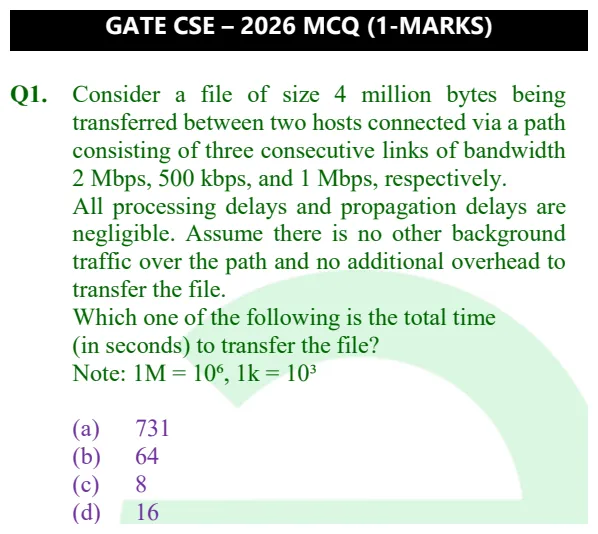 GATE CSE – 2026 MCQ (1-MARKS)
Q1. Consider a file of size 4 million bytes being
transferred between two hosts connected via a path
consisting of three consecutive links of bandwidth
2 Mbps, 500 kbps, and 1 Mbps, respectively.
All processing delays and propagation delays are
negligible. Assume there is no other background
traffic over the path and no additional overhead to
transfer the file.
Which one of the following is the total time
(in seconds) to transfer the file?
Note: 1M = 10⁶, 1k = 10³
(a) 731
(b) 64
(c) 8
(d) 16